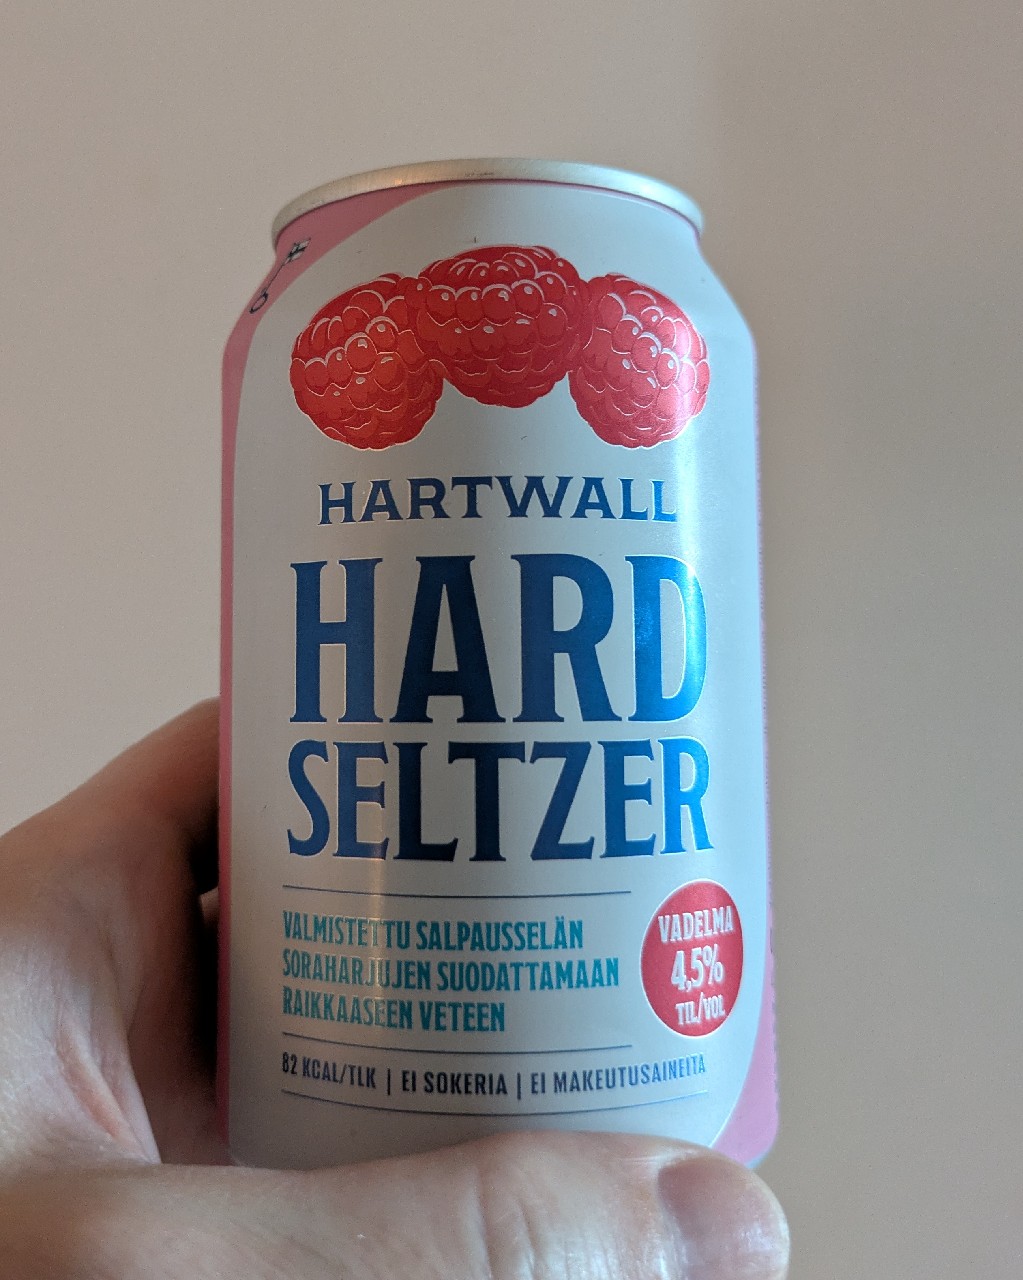 HARTWALL
HARD
SELTZER
VALMISTETTU SALPAUSSELÄN
SORAHARJUJEN SUODATTAMAAN
RAIKKAASEEN VETEEN
VADELMA
4,5%
TIL/VOL
82 KCAL/TLK | EI SOKERIA | EI MAKEUTUSAINEITA